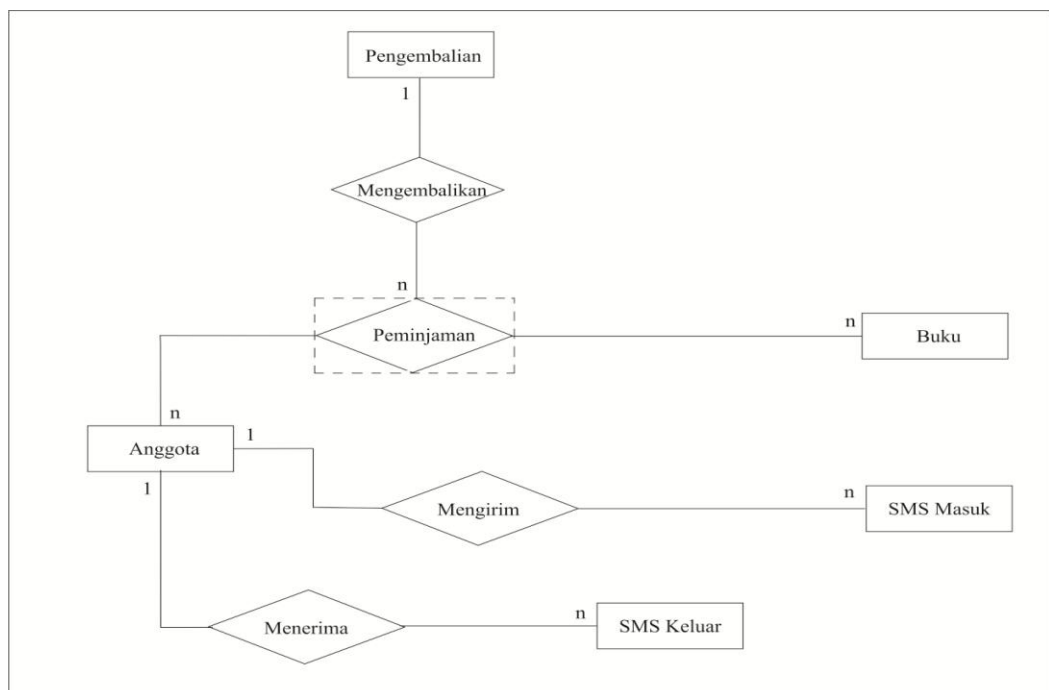 Pengembalian
1
Mengembalikan
n
Peminjaman
n
Buku
n
Anggota
1
1
Mengirim
n
SMS Masuk
Menerima
n
SMS Keluar